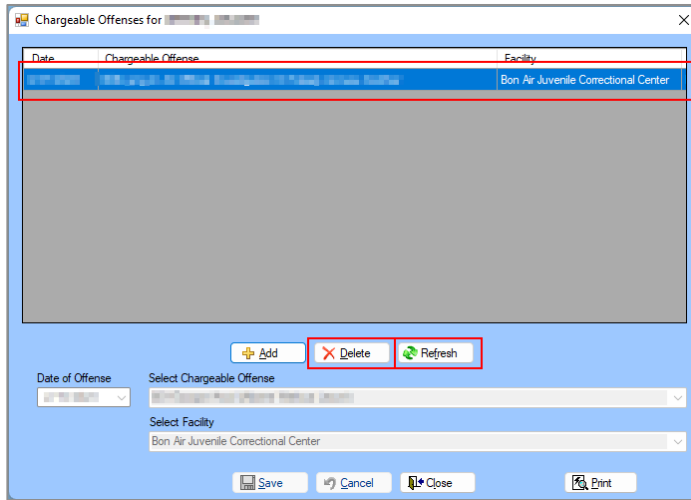 Chargeable Offenses for
Date Chargeable Offense Facility
Bon Air Juvenile Correctional Center
Add Delete Refresh
Date of Offense Select Chargeable Offense
Select Facility
Bon Air Juvenile Correctional Center
Save Cancel Close Print